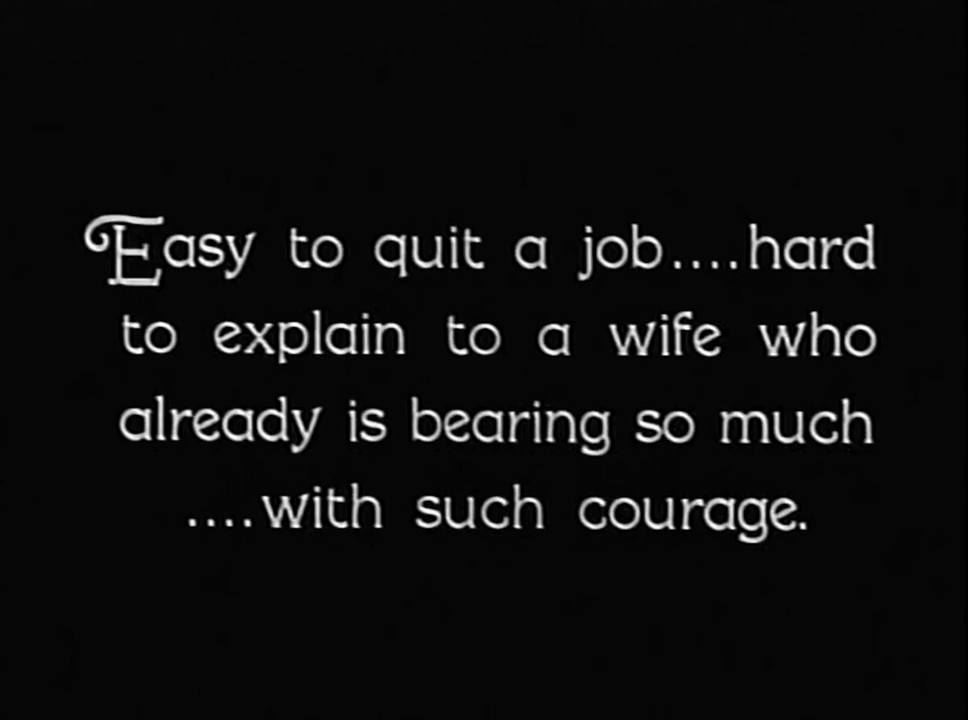 Easy to quit a job....hard
to explain to a wife who
already is bearing so much
....with such courage.